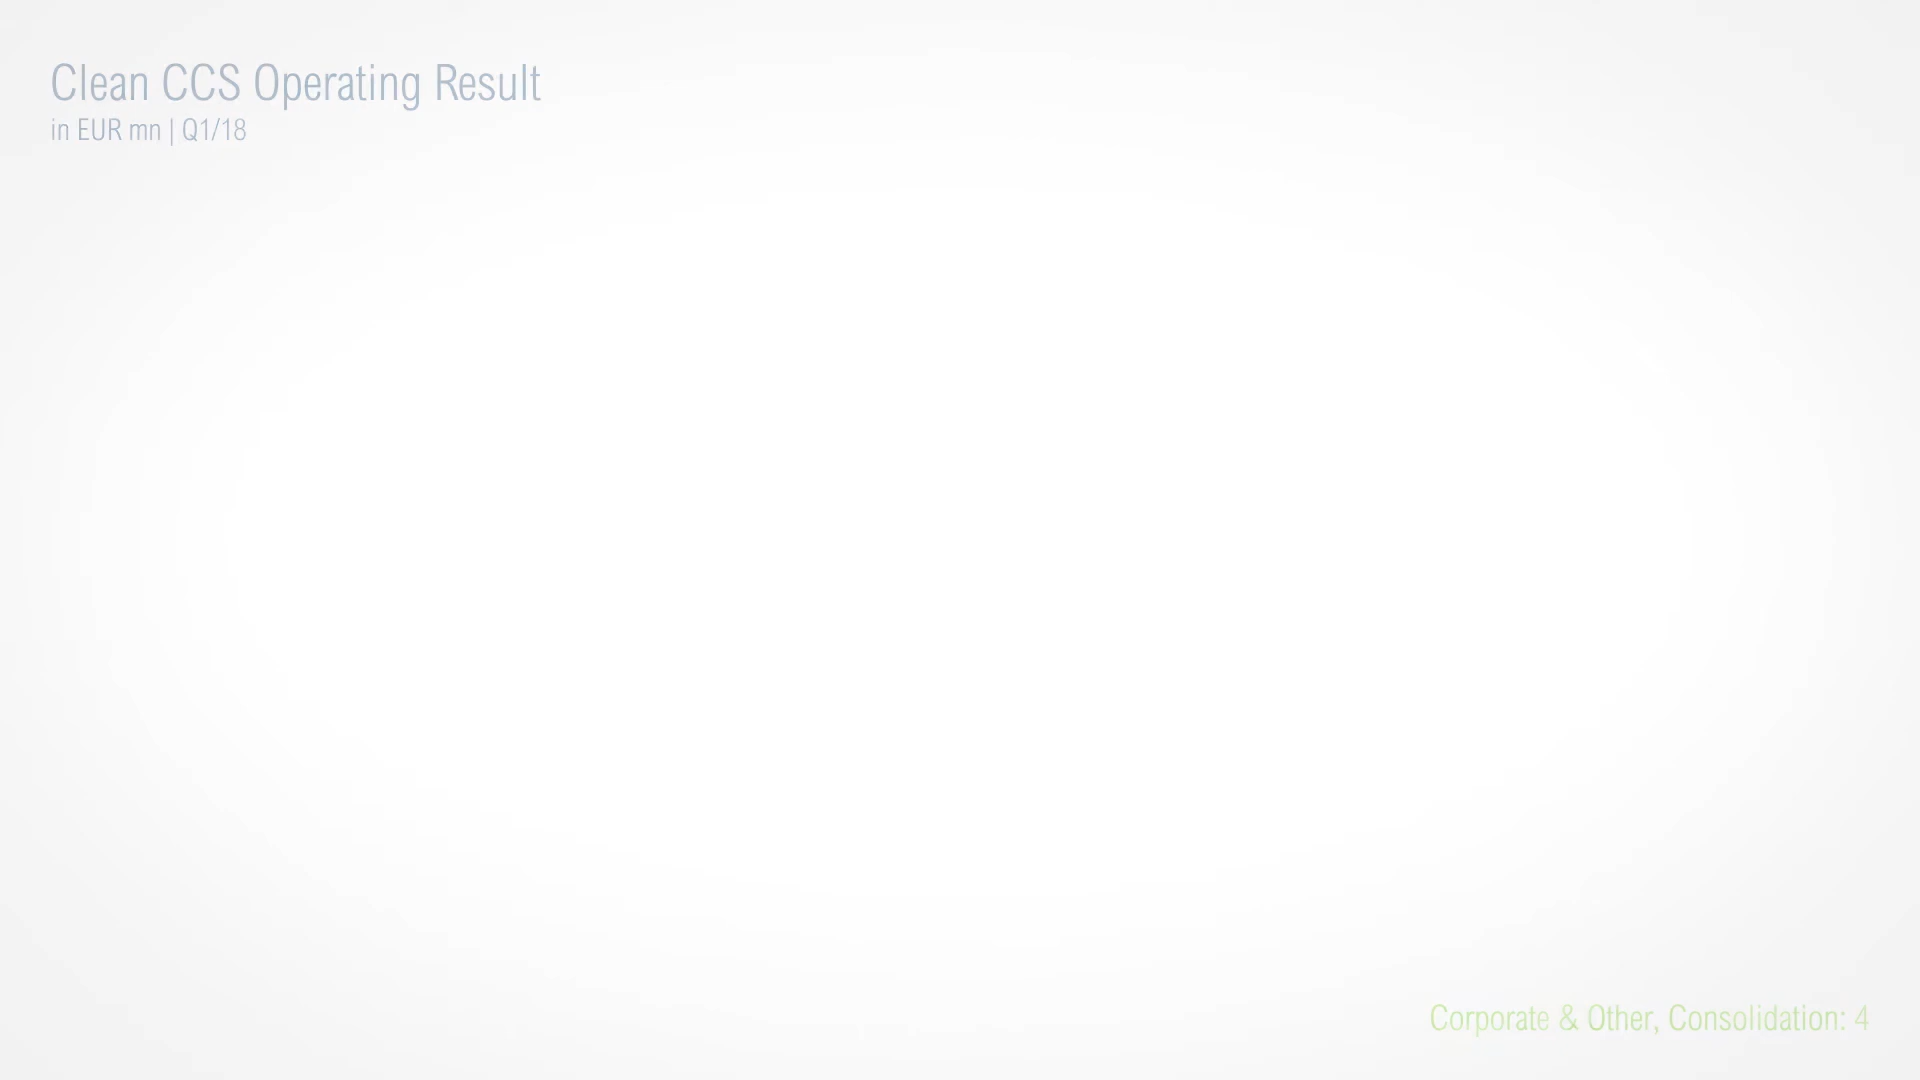 Clean CCS Operating Result
in EUR mn | Q1/18
Corporate & Other, Consolidation: 4